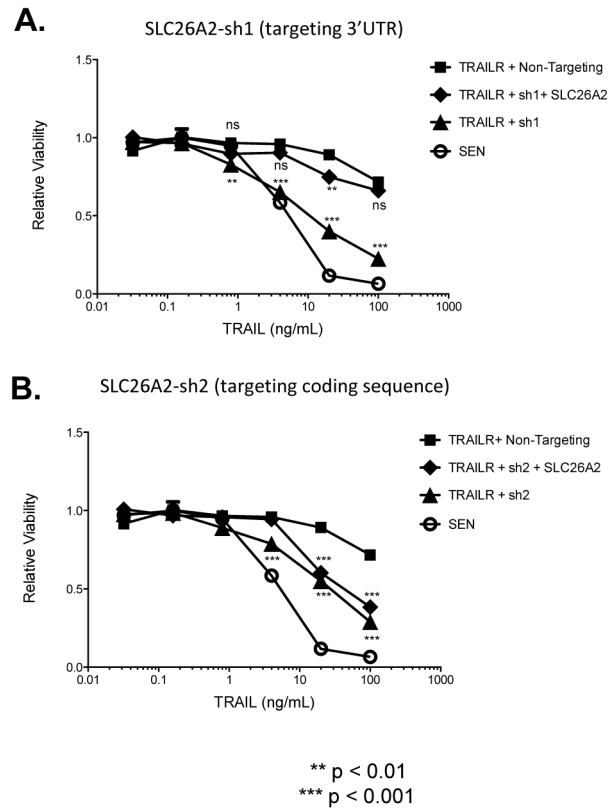 A.
SLC26A2-sh1 (targeting 3’UTR)
1.5
1.0
0.5
0.0
Relative Viability
ns
**
ns
***
**
***
ns
***
0.01
0.1
1
10
100
1000
TRAIL (ng/mL)
TRAILR + Non-Targeting
TRAILR + sh1+ SLC26A2
TRAILR + sh1
SEN
B.
SLC26A2-sh2 (targeting coding sequence)
1.5
1.0
0.5
0.0
Relative Viability
***
***
***
***
***
0.01
0.1
1
10
100
1000
TRAIL (ng/mL)
TRAILR+ Non-Targeting
TRAILR + sh2 + SLC26A2
TRAILR + sh2
SEN
** p < 0.01
*** p < 0.001